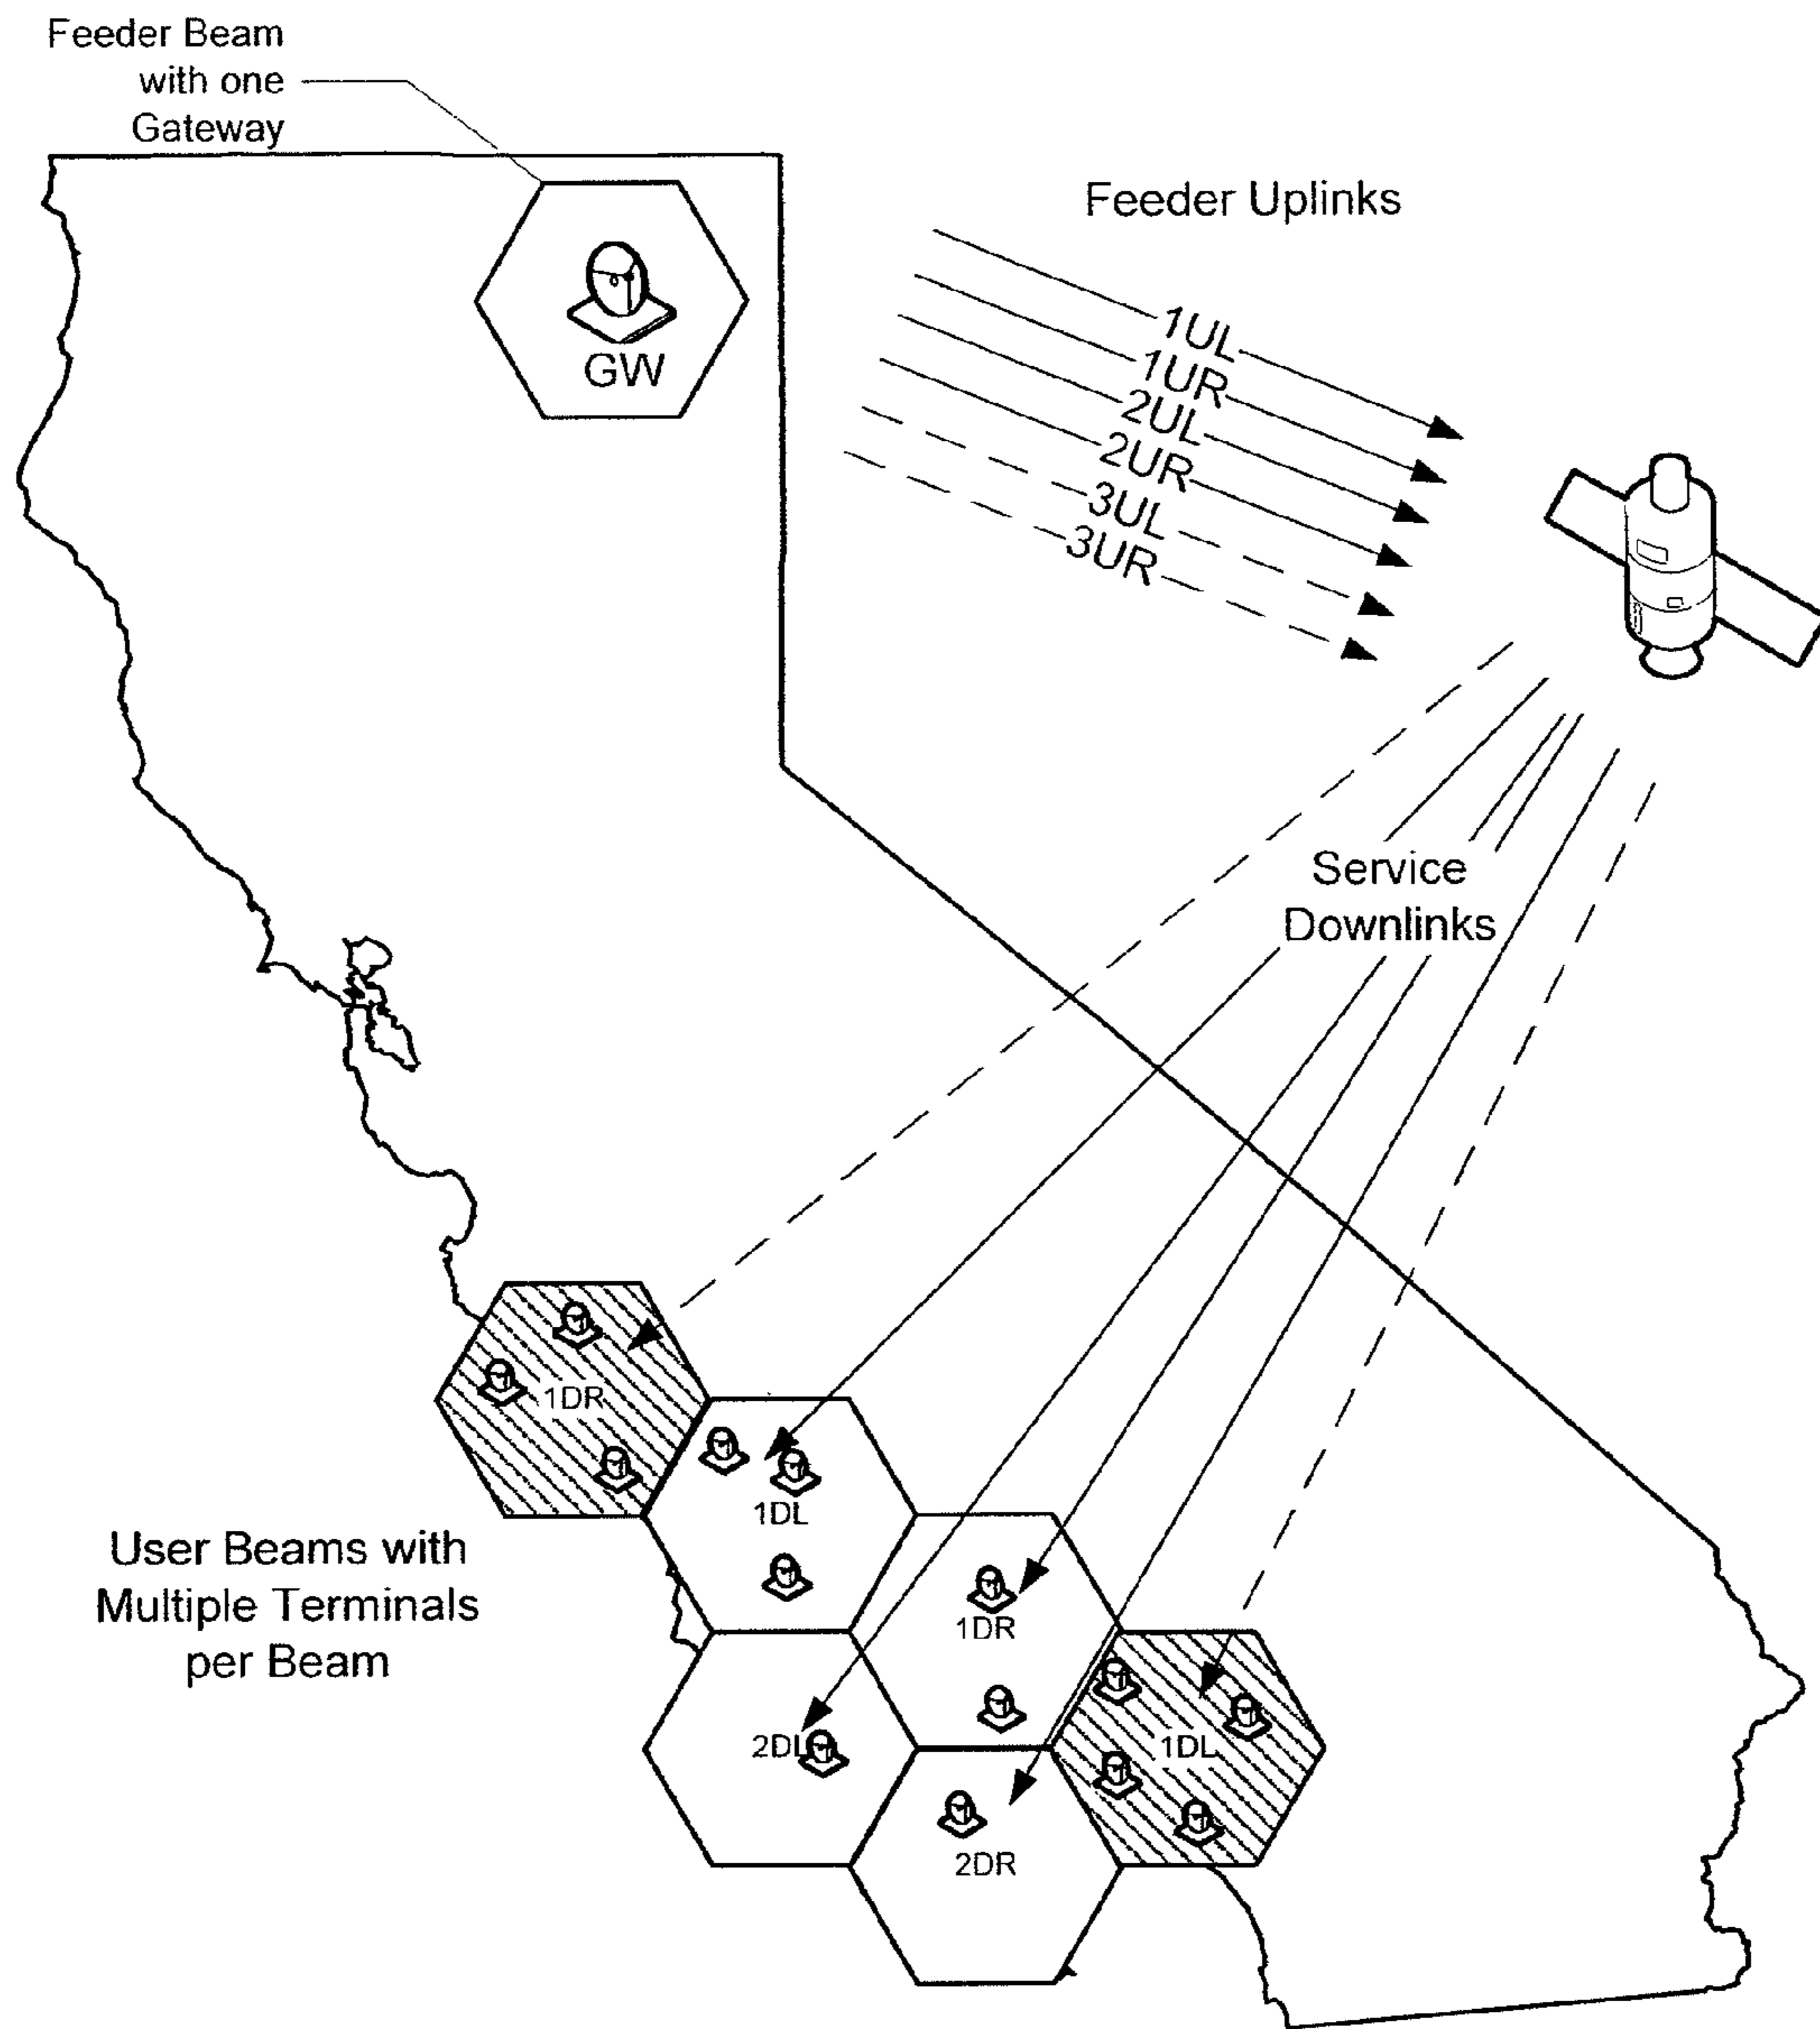 Feeder Beam
with one
Gateway
GW
Feeder Uplinks
1UL
1UR
2UL
2UR
3UL
3UR
Service
Downlinks
1DR
1DL
User Beams with
Multiple Terminals
per Beam
1DR
2DL
1DL
2DR